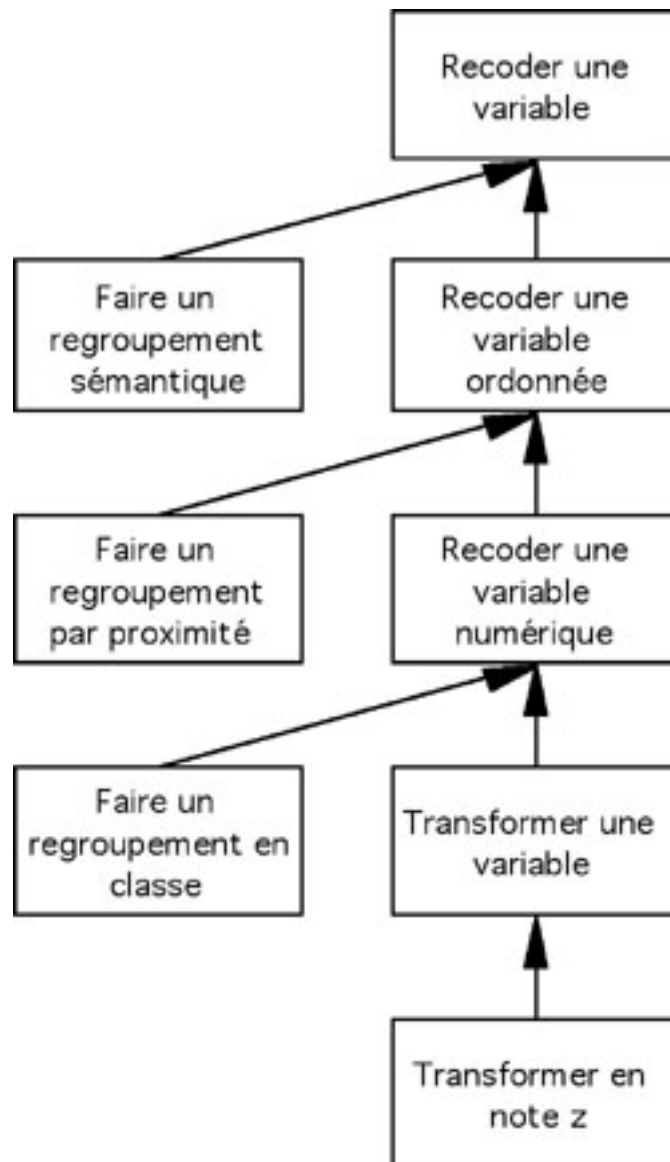 Recoder une
variable
Faire un
regroupement
sémantique
Recoder une
variable
ordonnée
Faire un
regroupement
par proximité
Recoder une
variable
numérique
Faire un
regroupement en
classe
Transformer une
variable
Transformer en
note z